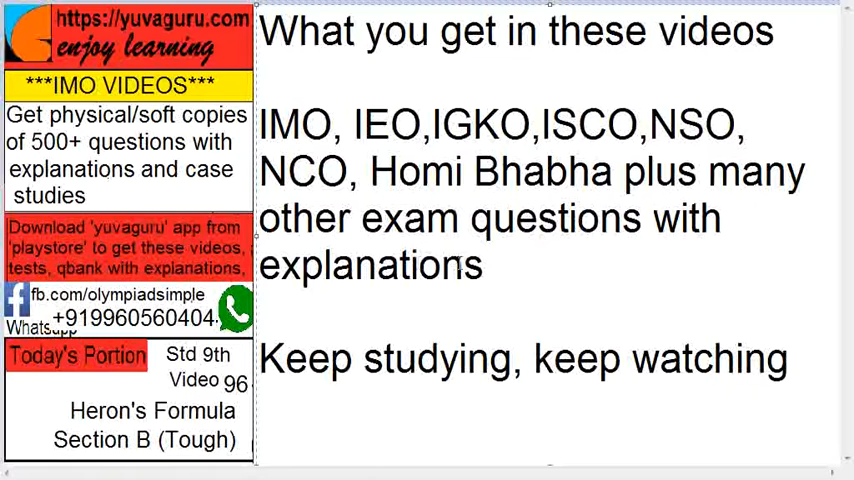 https://yuvaguru.com
enjoy learning
***IMO VIDEOS***
Get physical/soft copies
of 500+ questions with
explanations and case
studies
Download 'yuvaguru' app from
'playstore' to get these videos,
tests, qbank with explanations,
fb.com/olympiadsimple
+919960560404
Whatsapp
Today's Portion
Std 9th
Video 96
Heron's Formula
Section B (Tough)
What you get in these videos
IMO, IEO,IGKO,ISCO,NSO,
NCO, Homi Bhabha plus many
other exam questions with
explanations
Keep studying, keep watching